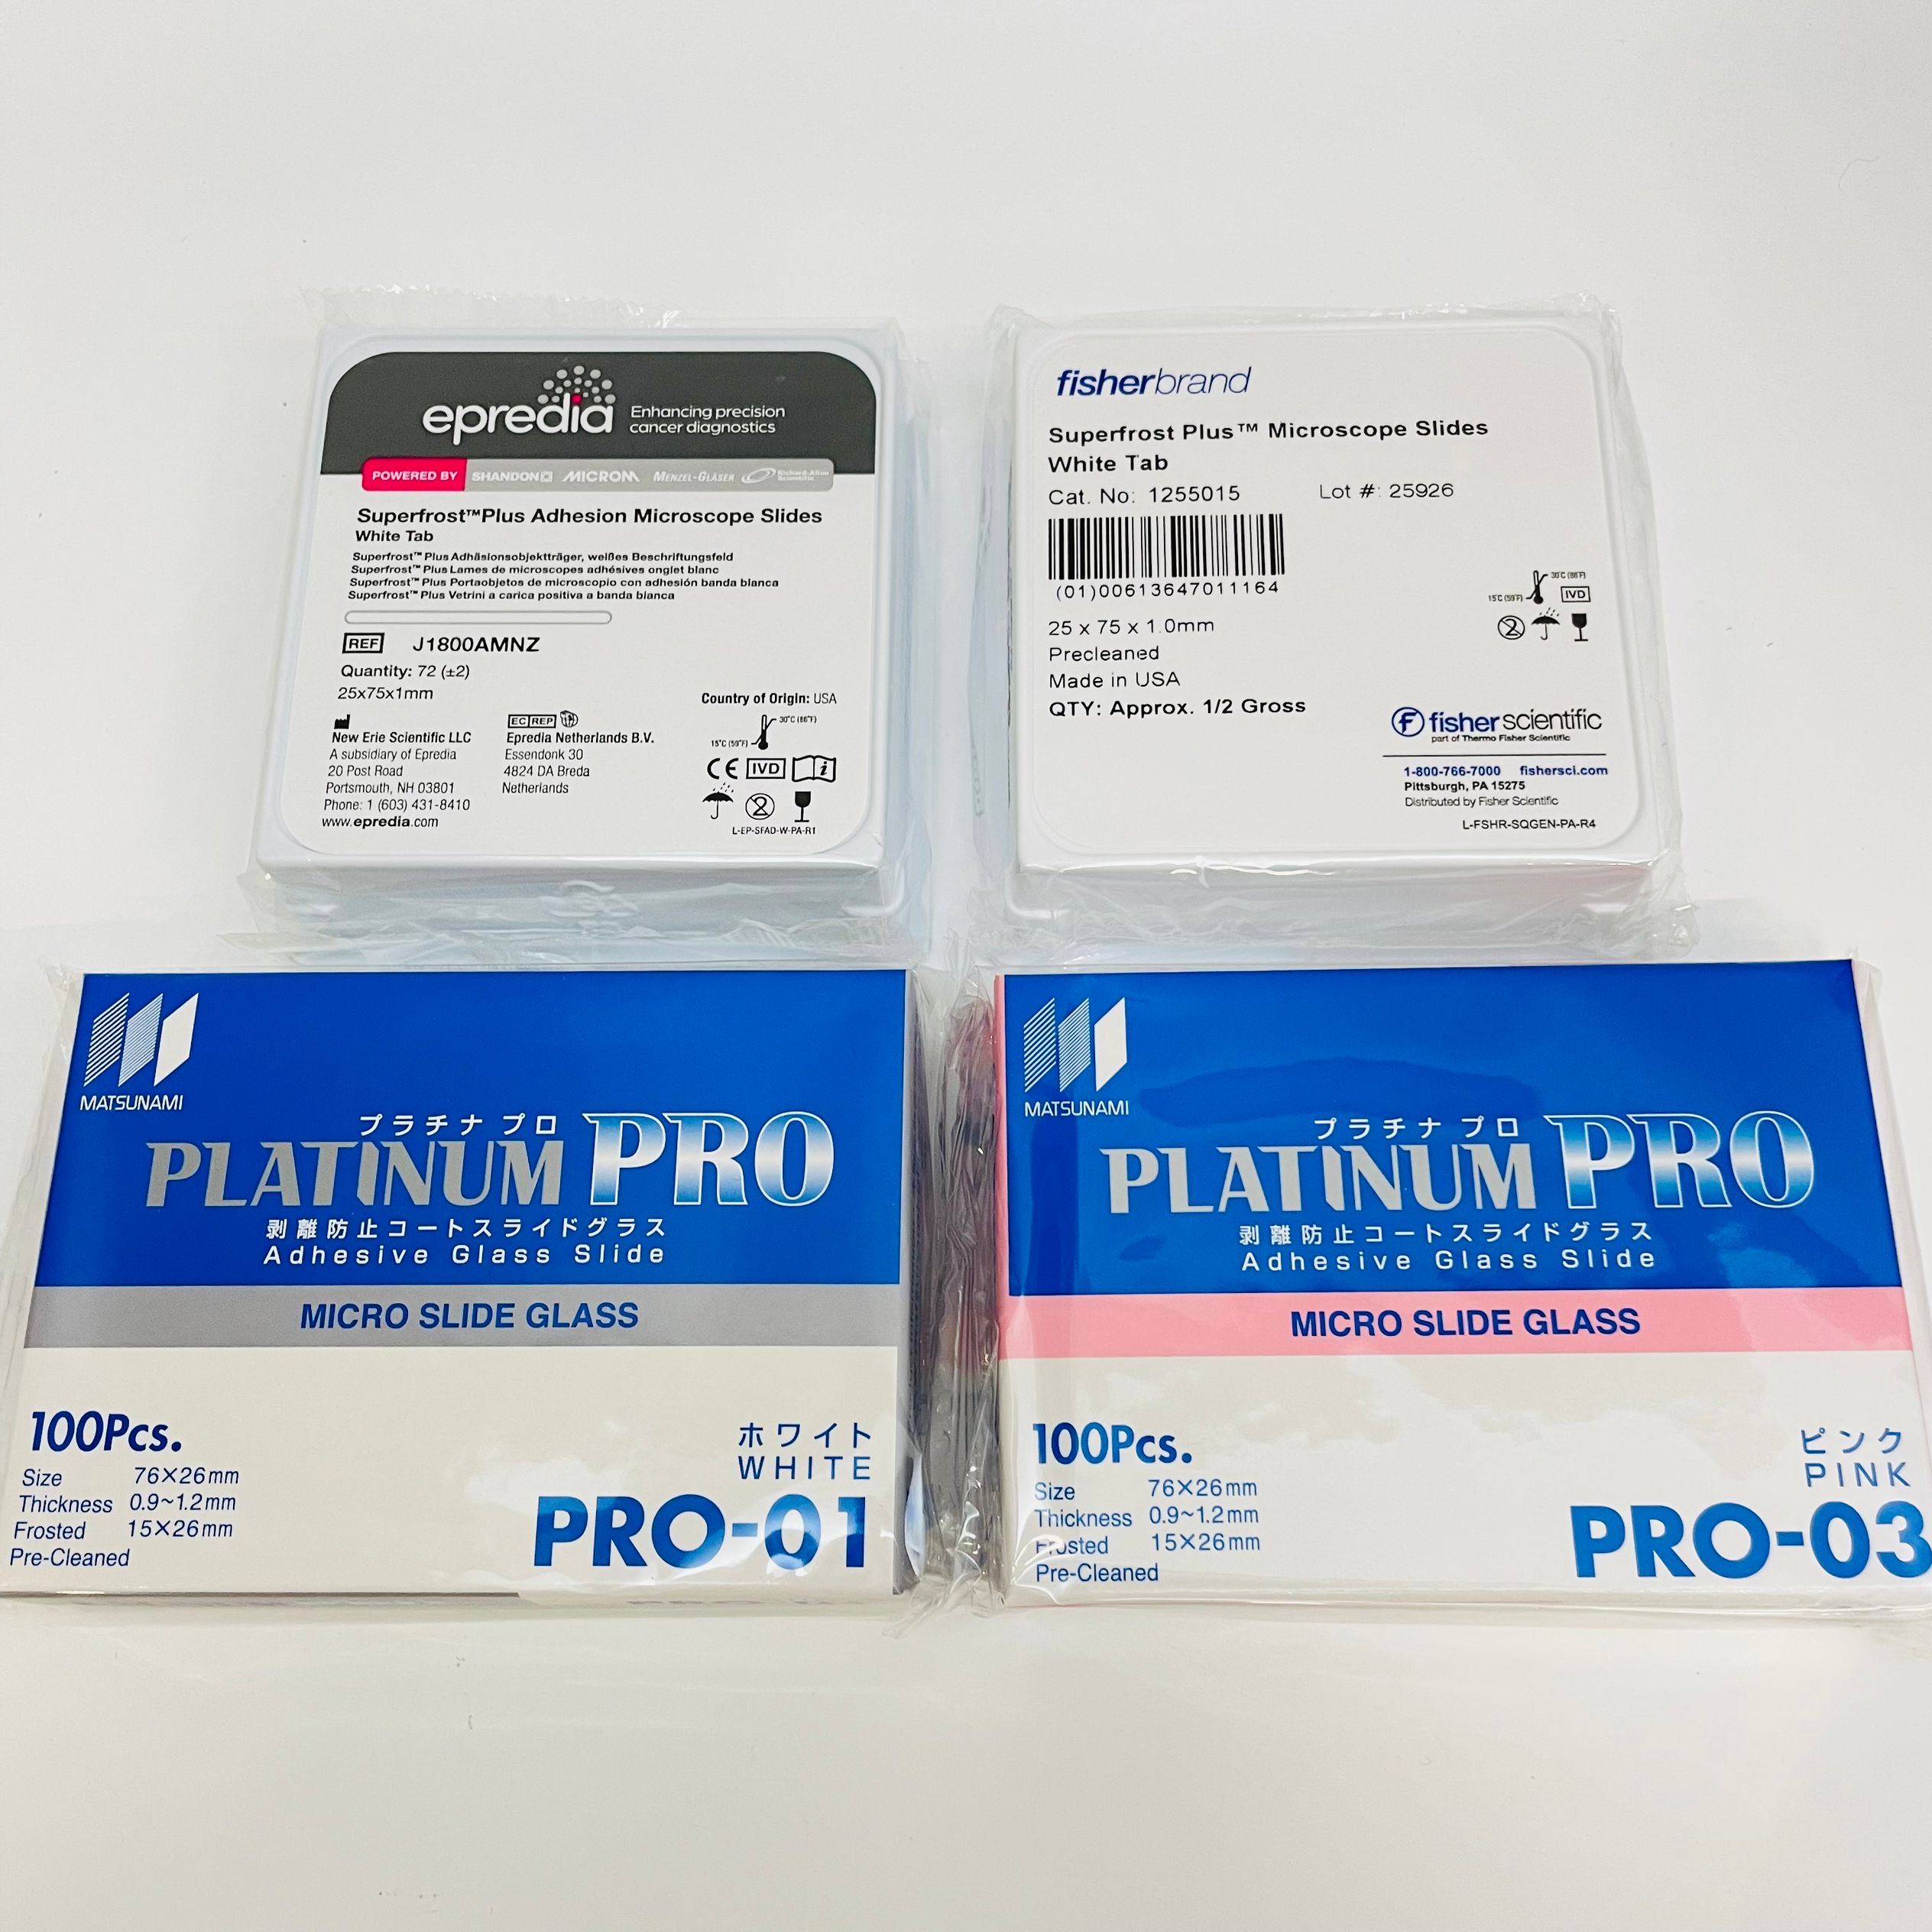 epredia
Enhancing precision
cancer diagnostics
POWERED BY SHANDON MICROM MENZEL-GLÄSER Richard-Allan Scientific
Superfrost™Plus Adhesion Microscope Slides
White Tab
Superfrost™ Plus Adhäsionsobjektträger, weißes Beschriftungsfeld
Superfrost™ Plus Lames de microscopes adhésives onglet blanc
Superfrost™ Plus Portaobjetos de microscopio con adhesión banda blanca
Superfrost™ Plus Vetrini a carica positiva a banda bianca
REF J1800AMNZ
Quantity: 72 (±2)
25x75x1mm
New Erie Scientific LLC
A subsidiary of Epredia
20 Post Road
Portsmouth, NH 03801
Phone: 1 (603) 431-8410
www.epredia.com
EC REP
Epredia Netherlands B.V.
Essendonk 30
4824 DA Breda
Netherlands
Country of Origin: USA
30°C (86°F)
15°C (59°F)
CE IVD i
2
L-EP-SFAD-W-PA-R1
fisherbrand
Superfrost Plus™ Microscope Slides
White Tab
Cat. No: 1255015 Lot #: 25926
(01)00613647011164
25 x 75 x 1.0mm
Precleaned
Made in USA
QTY: Approx. 1/2 Gross
30°C (86°F)
15°C (59°F) IVD
2
fisher scientific
part of Thermo Fisher Scientific
1-800-766-7000 fishersci.com
Pittsburgh, PA 15275
Distributed by Fisher Scientific
L-FSHR-SQGEN-PA-R4
MATSUNAMI
プラチナ プロ
PLATINUM PRO
剥離防止コートスライドグラス
Adhesive Glass Slide
MICRO SLIDE GLASS
100Pcs.
Size 76×26mm
Thickness 0.9~1.2mm
Frosted 15×26mm
Pre-Cleaned
ホワイト
WHITE
PRO-01
MATSUNAMI
プラチナ プロ
PLATINUM PRO
剥離防止コートスライドグラス
Adhesive Glass Slide
MICRO SLIDE GLASS
100Pcs.
Size 76×26mm
Thickness 0.9~1.2mm
Frosted 15×26mm
Pre-Cleaned
ピンク
PINK
PRO-03